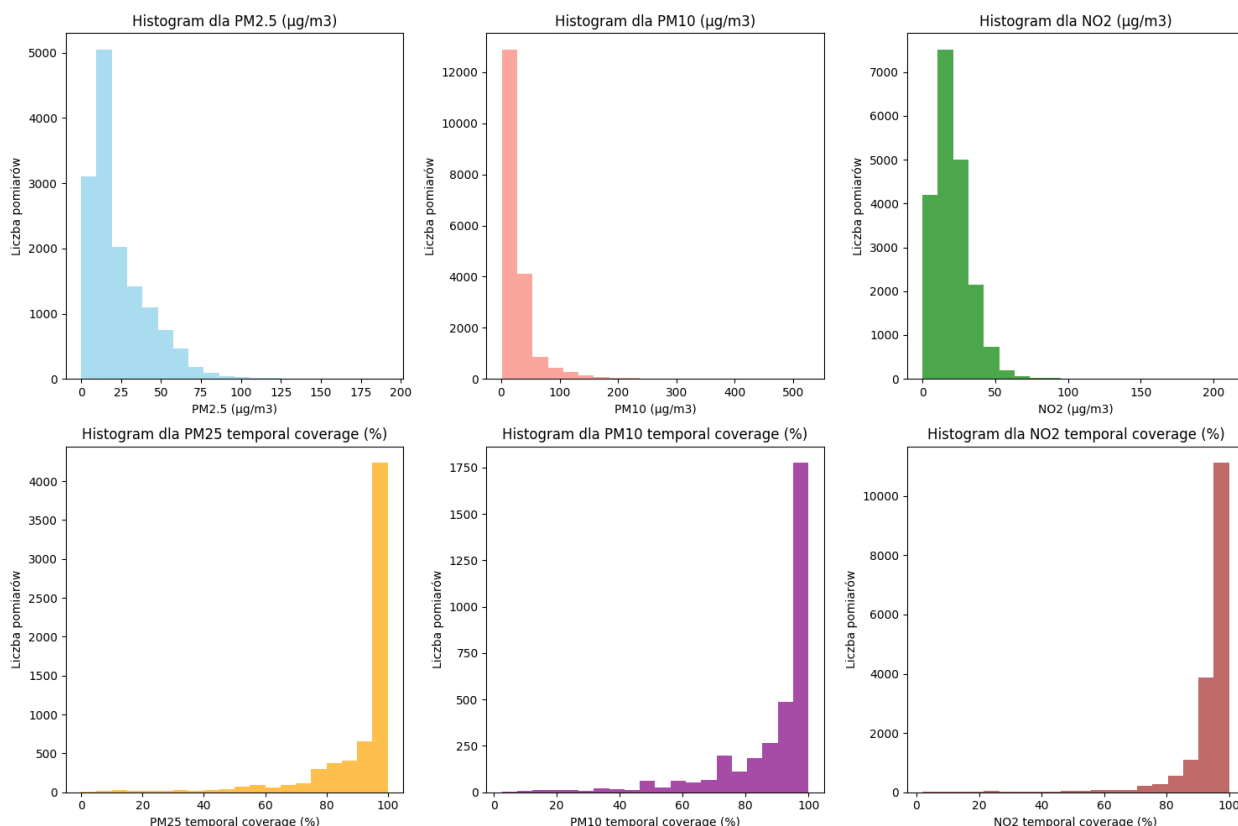 Histogram dla PM2.5 (µg/m3)
Liczba pomiarów
5000
4000
3000
2000
1000
0
0 25 50 75 100 125 150 175 200
PM2.5 (µg/m3)
Histogram dla PM10 (µg/m3)
Liczba pomiarów
12000
10000
8000
6000
4000
2000
0
0 100 200 300 400 500
PM10 (µg/m3)
Histogram dla NO2 (µg/m3)
Liczba pomiarów
7000
6000
5000
4000
3000
2000
1000
0
0 50 100 150 200
NO2 (µg/m3)
Histogram dla PM25 temporal coverage (%)
Liczba pomiarów
4000
3500
3000
2500
2000
1500
1000
500
0
0 20 40 60 80 100
PM25 temporal coverage (%)
Histogram dla PM10 temporal coverage (%)
Liczba pomiarów
1750
1500
1250
1000
750
500
250
0
0 20 40 60 80 100
PM10 temporal coverage (%)
Histogram dla NO2 temporal coverage (%)
Liczba pomiarów
10000
8000
6000
4000
2000
0
0 20 40 60 80 100
NO2 temporal coverage (%)